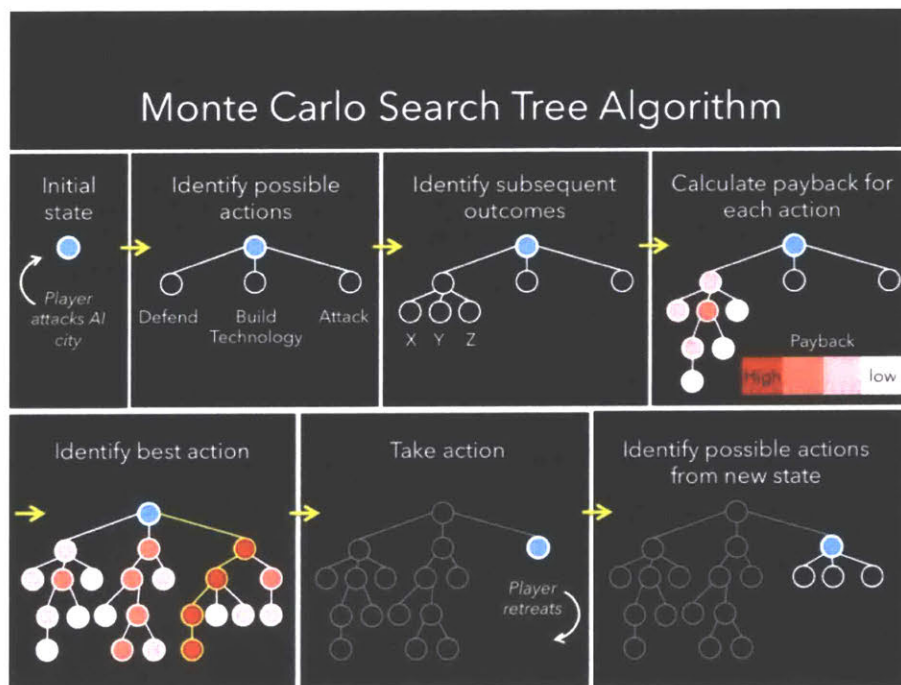 Monte Carlo Search Tree Algorithm
Initial
state
Player
attacks AI
city
Identify possible
actions
Defend
Build
Technology
Attack
Identify subsequent
outcomes
X Y Z
Calculate payback for
each action
Payback
High
low
Identify best action
Take action
Player
retreats
Identify possible actions
from new state